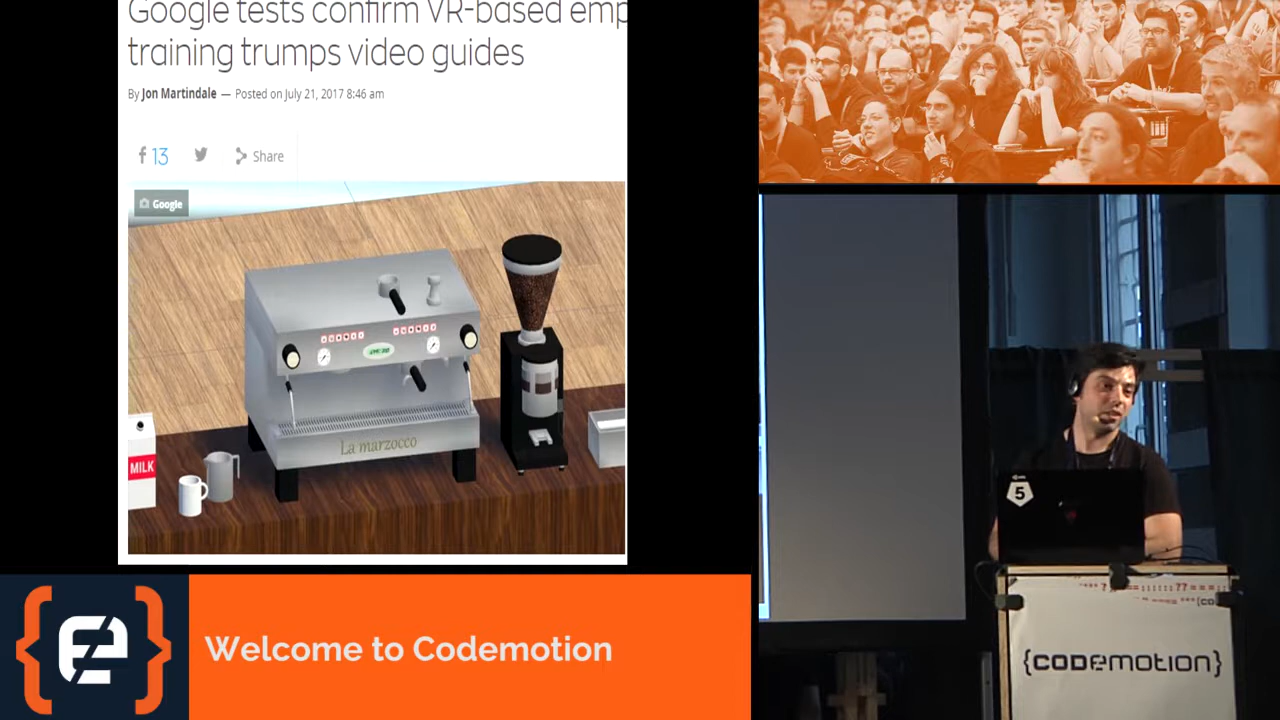 Google tests confirm VR-based emp
training trumps video guides
By Jon Martindale — Posted on July 21, 2017 8:46 am
13
Share
Google
La marzocco
MILK
Welcome to Codemotion
5
{CODEMOTION}